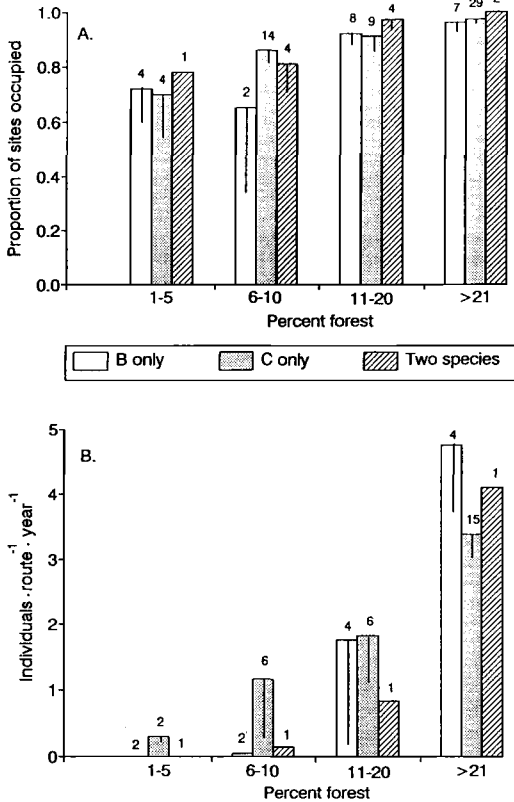 A.
Proportion of sites occupied
1.0
0.8
0.6
0.4
0.2
0.0
4 4 1
2 14 4
8 9 4
7 29
1-5 6-10 11-20 >21
Percent forest
B only C only Two species
B.
Individuals · route⁻¹ · year⁻¹
5
4
3
2
1
0
2 2 1
2 6 1
4 6 1
4 15 1
1-5 6-10 11-20 >21
Percent forest